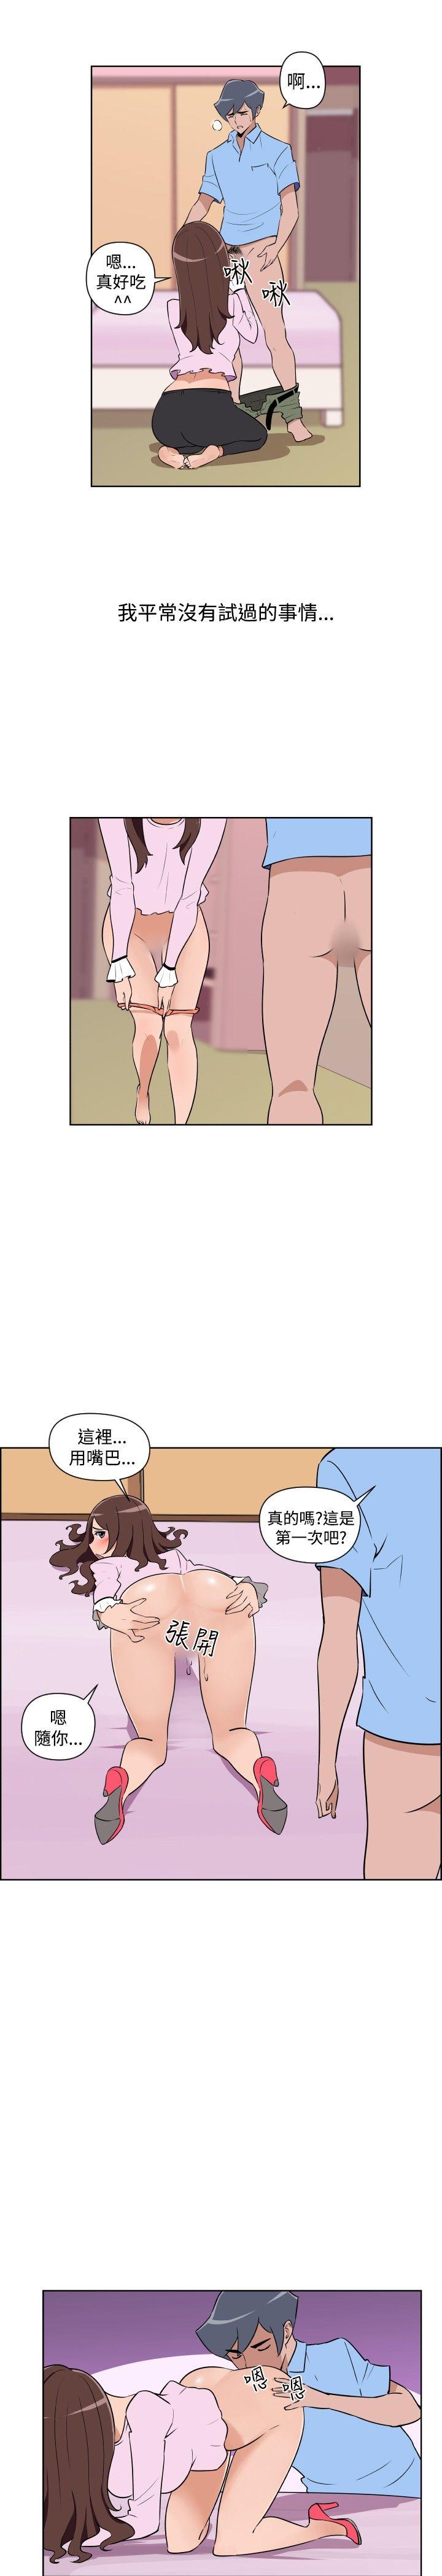 啊...
嗯...
真好吃
^^
啾
啾
我平常沒有試過的事情...
這裡...
用嘴巴...
真的嗎?這是
第一次吧?
張開
嗯
隨你...
嗯
嗯